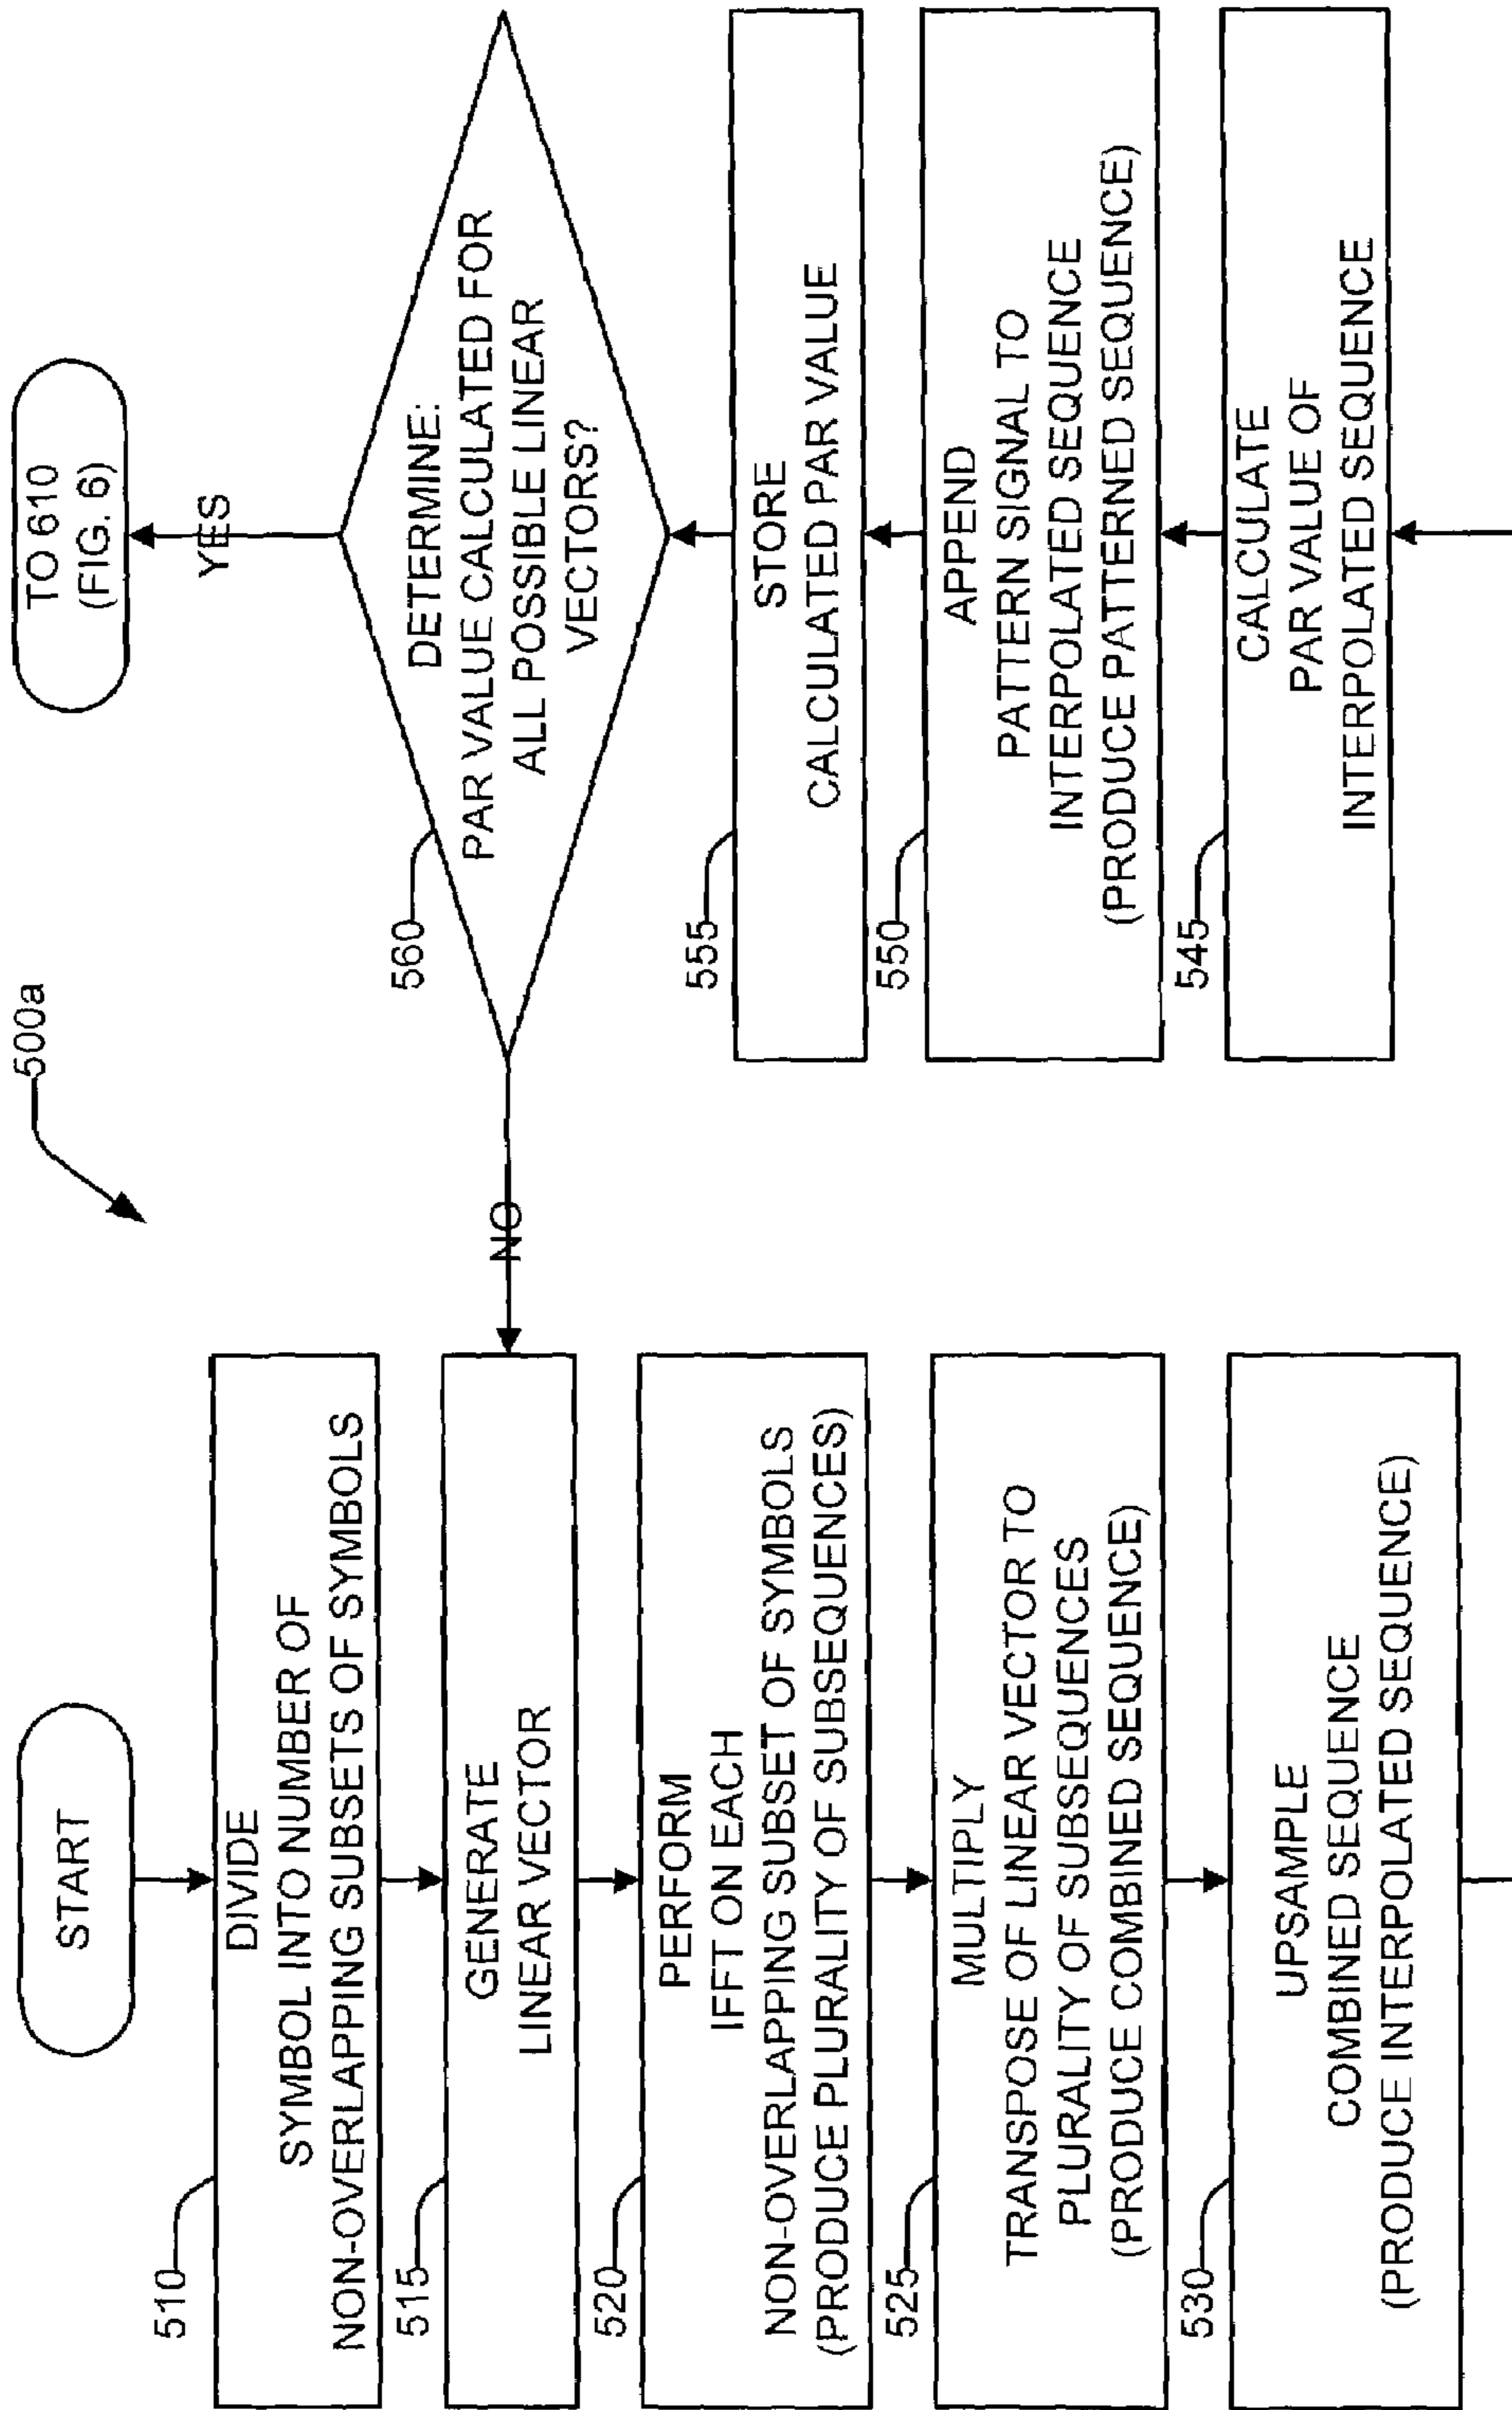 500a
START
510
DIVIDE
SYMBOL INTO NUMBER OF
NON-OVERLAPPING SUBSETS OF SYMBOLS
515
GENERATE
LINEAR VECTOR
520
PERFORM
IFFT ON EACH
NON-OVERLAPPING SUBSET OF SYMBOLS
(PRODUCE PLURALITY OF SUBSEQUENCES)
525
MULTIPLY
TRANSPOSE OF LINEAR VECTOR TO
PLURALITY OF SUBSEQUENCES
(PRODUCE COMBINED SEQUENCE)
530
UPSAMPLE
COMBINED SEQUENCE
(PRODUCE INTERPOLATED SEQUENCE)
545
CALCULATE
PAR VALUE OF
INTERPOLATED SEQUENCE
550
APPEND
PATTERN SIGNAL TO
INTERPOLATED SEQUENCE
(PRODUCE PATTERNED SEQUENCE)
555
STORE
CALCULATED PAR VALUE
560
DETERMINE:
PAR VALUE CALCULATED FOR
ALL POSSIBLE LINEAR
VECTORS?
NO
YES
TO 610
(FIG. 6)